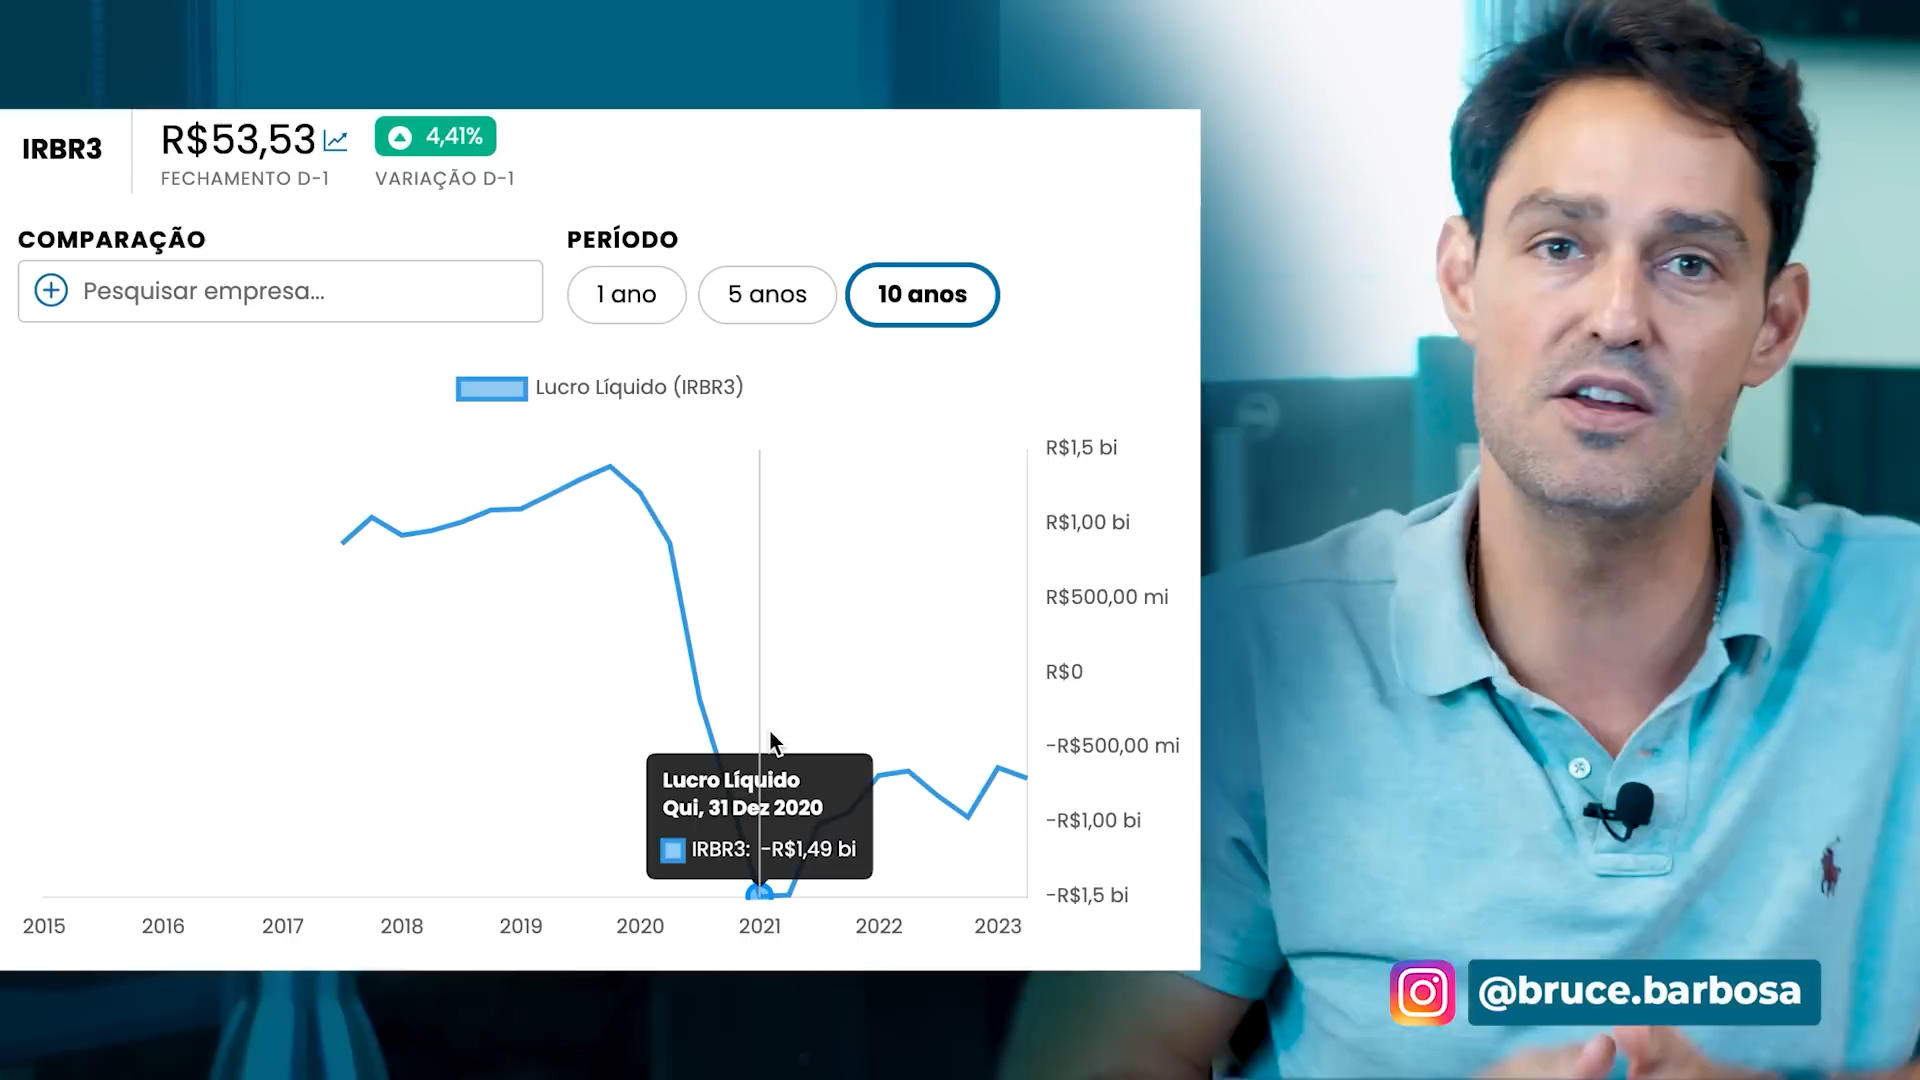 IRBR3
R$53,53
4,41%
FECHAMENTO D-1
VARIAÇÃO D-1
COMPARAÇÃO
PERÍODO
Pesquisar empresa...
1 ano
5 anos
10 anos
Lucro Líquido (IRBR3)
R$1,5 bi
R$1,00 bi
R$500,00 mi
R$0
-R$500,00 mi
-R$1,00 bi
-R$1,5 bi
Lucro Líquido
Qui, 31 Dez 2020
IRBR3: -R$1,49 bi
2015 2016 2017 2018 2019 2020 2021 2022 2023
@bruce.barbosa